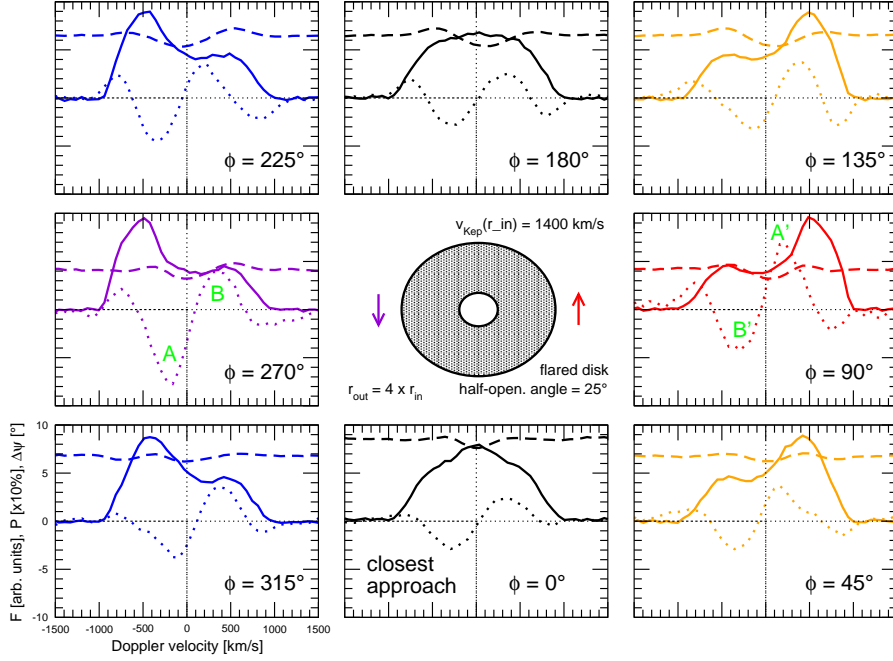 ϕ = 225°
ϕ = 180°
ϕ = 135°
v_Kep(r_in) = 1400 km/s
A
B
ϕ = 270°
flared disk
r_out = 4 x r_in
half-open. angle = 25°
A'
B'
ϕ = 90°
F [arb. units], P [x10%], Δψ [°]
10
5
0
-5
-10
ϕ = 315°
closest
approach
ϕ = 0°
ϕ = 45°
-1500 -1000 -500 0 500 1000 1500
Doppler velocity [km/s]